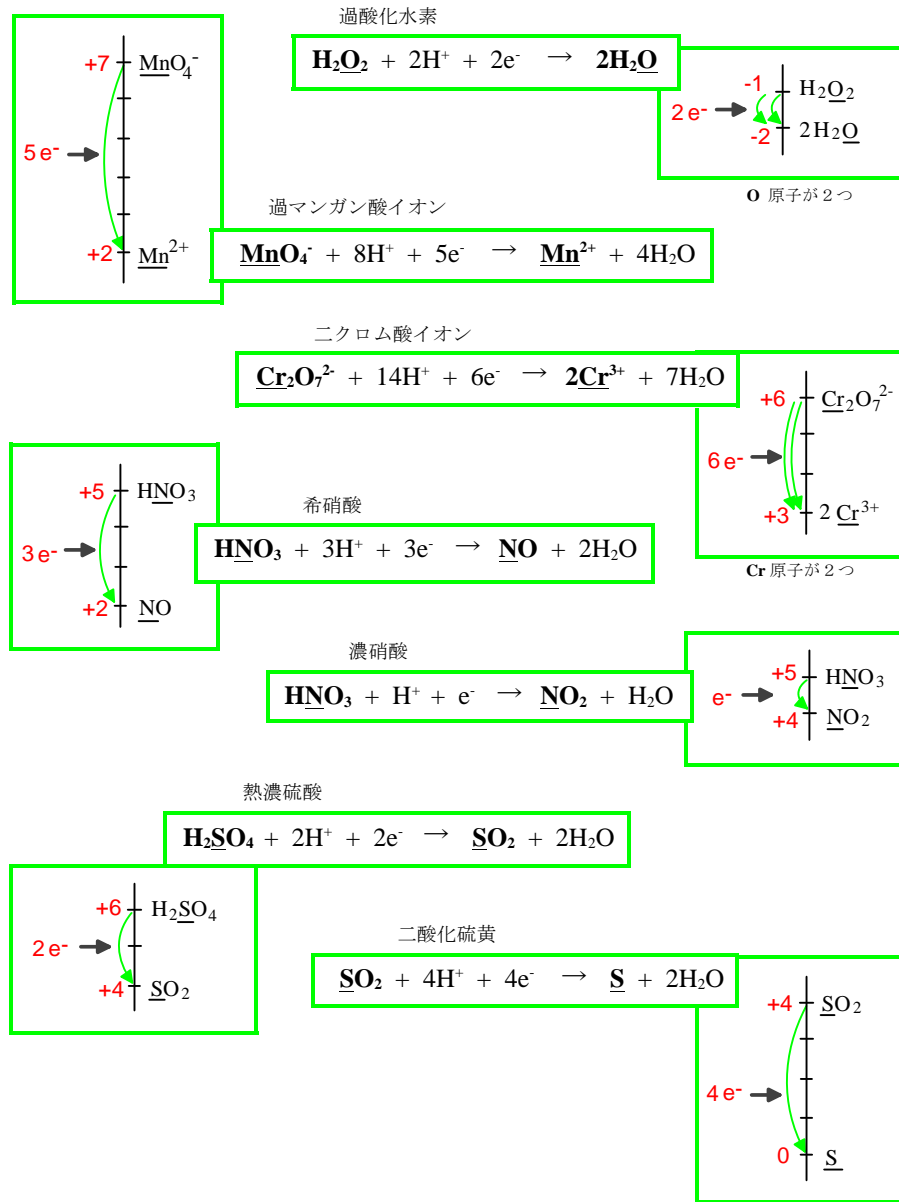 過酸化水素
H₂O₂ + 2H⁺ + 2e⁻ → 2H₂O
-1 H₂O₂
2e⁻
-2 2H₂O
O 原子が２つ
+7 MnO₄⁻
5e⁻
+2 Mn²⁺
過マンガン酸イオン
MnO₄⁻ + 8H⁺ + 5e⁻ → Mn²⁺ + 4H₂O
二クロム酸イオン
Cr₂O₇²⁻ + 14H⁺ + 6e⁻ → 2Cr³⁺ + 7H₂O
+6 Cr₂O₇²⁻
6e⁻
+3 2Cr³⁺
Cr 原子が２つ
+5 HNO₃
3e⁻
+2 NO
希硝酸
HNO₃ + 3H⁺ + 3e⁻ → NO + 2H₂O
濃硝酸
HNO₃ + H⁺ + e⁻ → NO₂ + H₂O
+5 HNO₃
e⁻
+4 NO₂
熱濃硫酸
H₂SO₄ + 2H⁺ + 2e⁻ → SO₂ + 2H₂O
+6 H₂SO₄
2e⁻
+4 SO₂
二酸化硫黄
SO₂ + 4H⁺ + 4e⁻ → S + 2H₂O
+4 SO₂
4e⁻
0 S